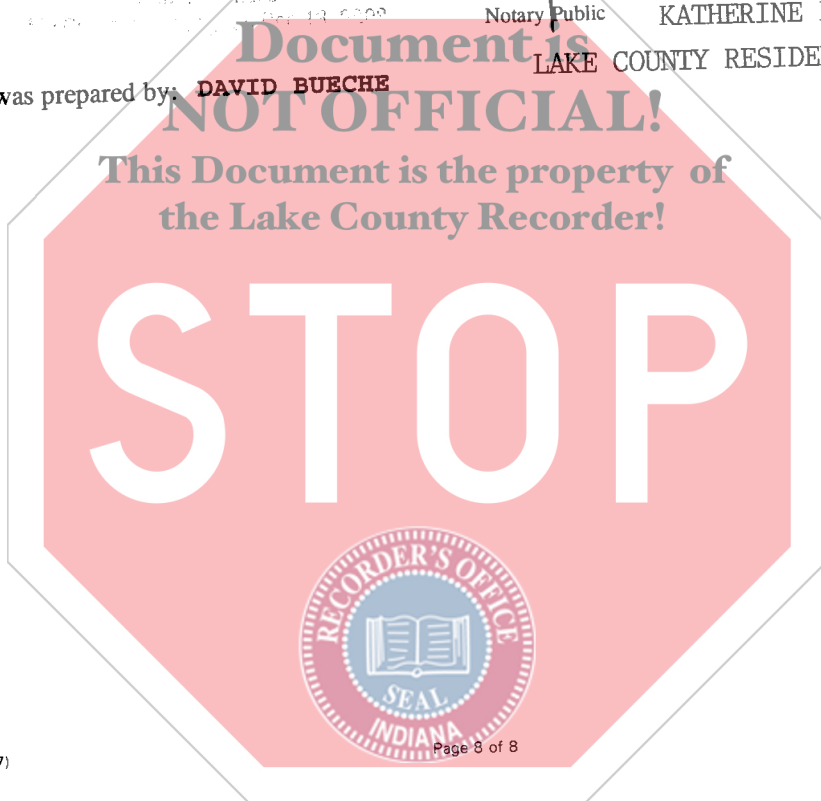 Notary Public KATHERINE
Document is
LAKE COUNTY RESIDE
was prepared by: DAVID BUECHE
NOT OFFICIAL!
This Document is the property of
the Lake County Recorder!
STOP
RECORDER'S OFFICE
SEAL
INDIANA
Page 8 of 8
7)